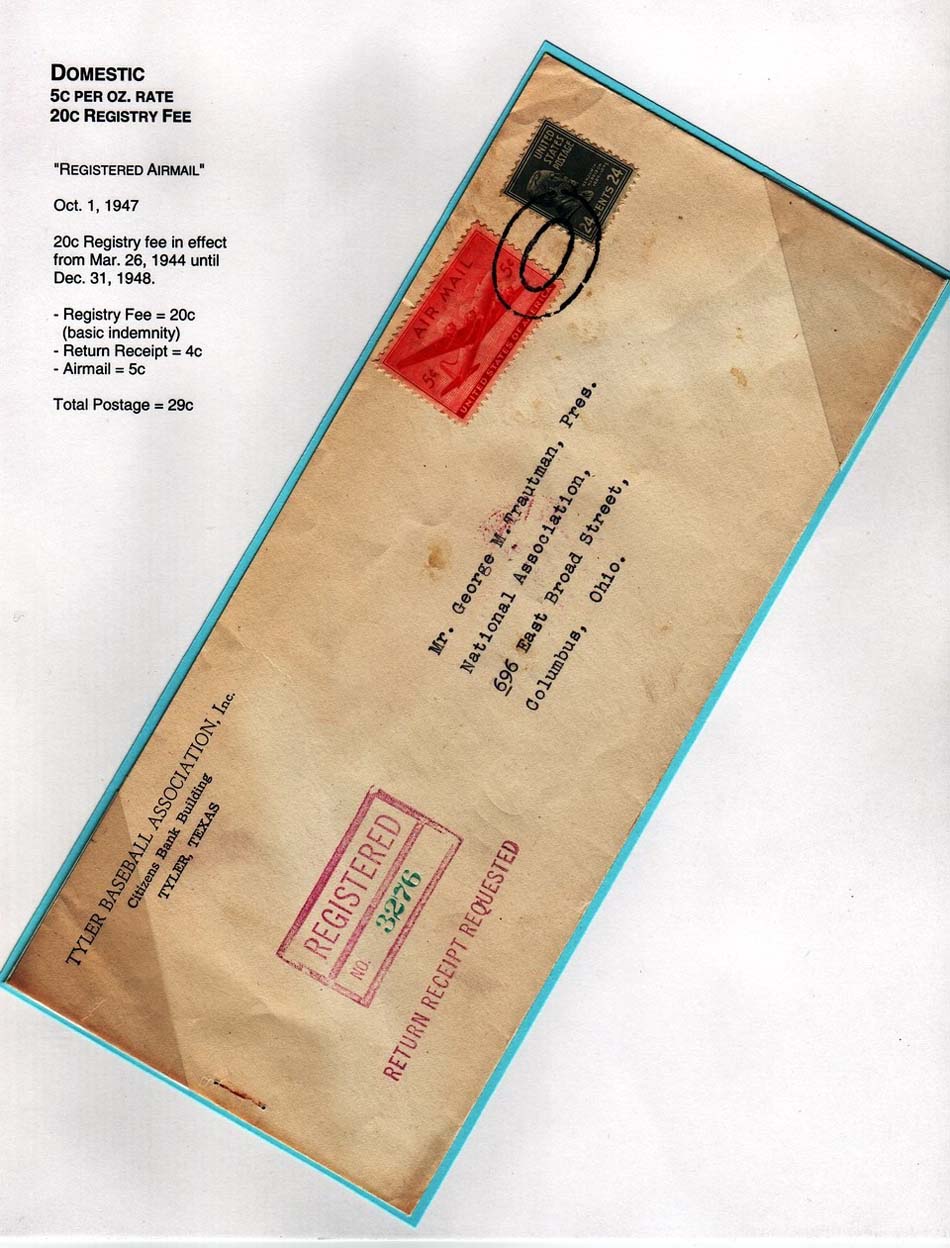 DOMESTIC
5C PER OZ. RATE
20C REGISTRY FEE
"REGISTERED AIRMAIL"
Oct. 1, 1947
20c Registry fee in effect
from Mar. 26, 1944 until
Dec. 31, 1948.
- Registry Fee = 20c
(basic indemnity)
- Return Receipt = 4c
- Airmail = 5c
Total Postage = 29c
UNITED
STATES
POSTAGE
24 CENTS 24
AIR MAIL
5¢ 5¢
UNITED STATES OF AMERICA
Mr. George M. Trautman, Pres.
National Association,
696 East Broad Street,
Columbus, Ohio.
TYLER BASEBALL ASSOCIATION, Inc.
Citizens Bank Building
TYLER, TEXAS
REGISTERED
NO. 3276
RETURN RECEIPT REQUESTED